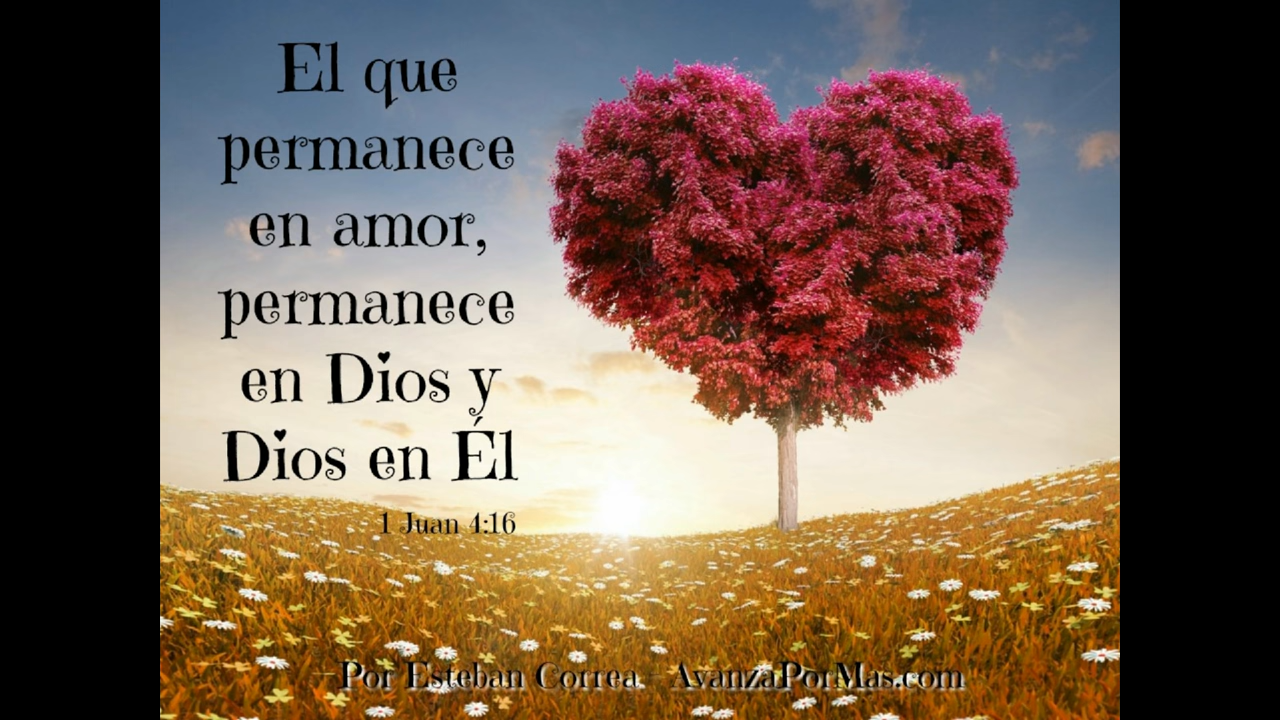 El que
permanece
en amor,
permanece
en Dios y
Dios en Él
1 Juan 4:16
Por Esteban Correa - AvanzaPorMas.com